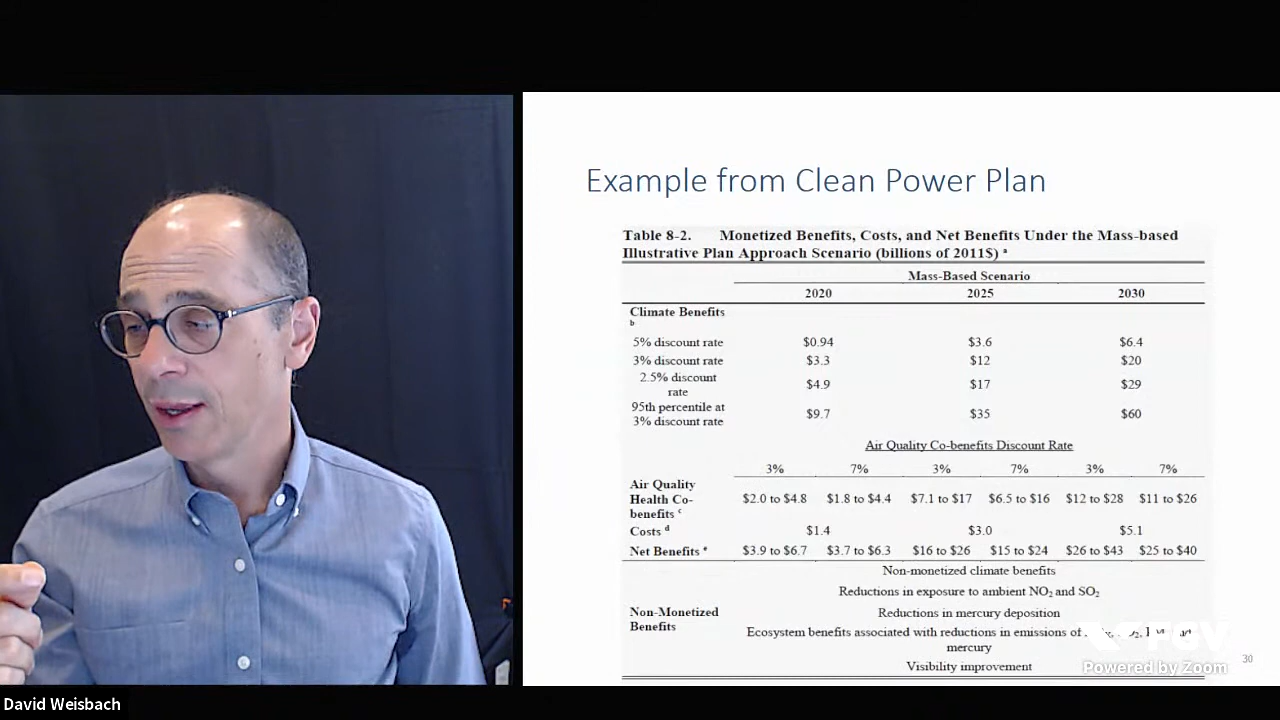 Example from Clean Power Plan
Table 8-2. Monetized Benefits, Costs, and Net Benefits Under the Mass-based
Illustrative Plan Approach Scenario (billions of 2011$) a
Mass-Based Scenario
2020 2025 2030
Climate Benefits
b
5% discount rate $0.94 $3.6 $6.4
3% discount rate $3.3 $12 $20
2.5% discount
rate $4.9 $17 $29
95th percentile at
3% discount rate $9.7 $35 $60
Air Quality Co-benefits Discount Rate
3% 7% 3% 7% 3% 7%
Air Quality
Health Co-
benefits c $2.0 to $4.8 $1.8 to $4.4 $7.1 to $17 $6.5 to $16 $12 to $28 $11 to $26
Costs d $1.4 $3.0 $5.1
Net Benefits e $3.9 to $6.7 $3.7 to $6.3 $16 to $26 $15 to $24 $26 to $43 $25 to $40
Non-Monetized
Benefits
Non-monetized climate benefits
Reductions in exposure to ambient NO2 and SO2
Reductions in mercury deposition
Ecosystem benefits associated with reductions in emissions of
mercury
Visibility improvement
Powered by Zoom
30
David Weisbach